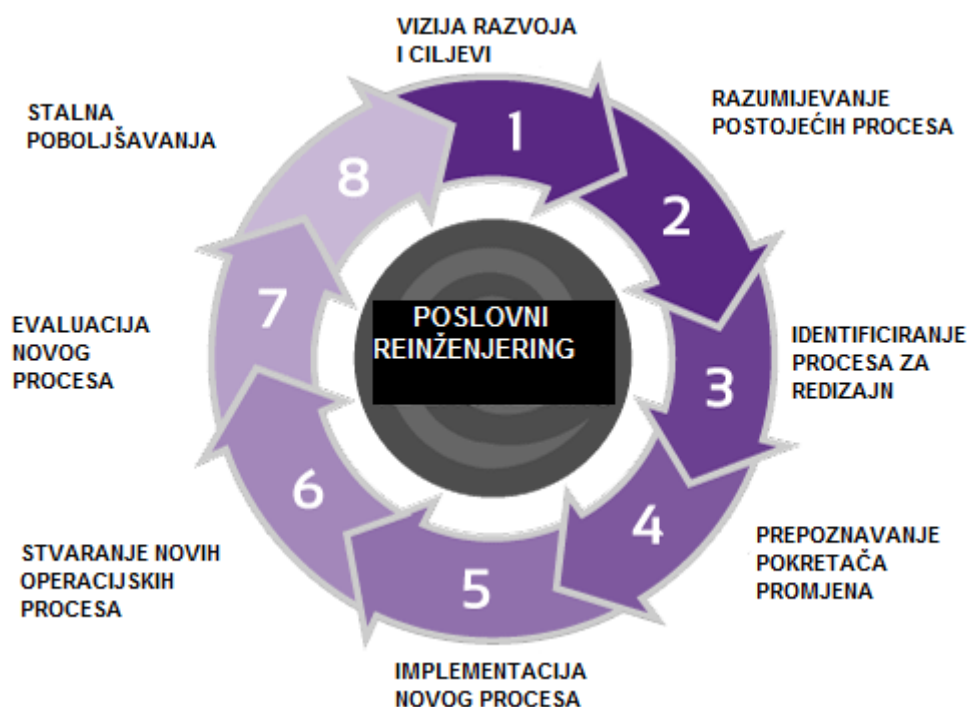 VIZIJA RAZVOJA
I CILJEVI
1
RAZUMIJEVANJE
POSTOJEĆIH PROCESA
2
IDENTIFICIRANJE
PROCESA ZA
REDIZAJN
3
PREPOZNAVANJE
POKRETAČA
PROMJENA
4
IMPLEMENTACIJA
NOVOG PROCESA
5
STVARANJE NOVIH
OPERACIJSKIH
PROCESA
6
EVALUACIJA
NOVOG
PROCESA
7
STALNA
POBOLJŠAVANJA
8
POSLOVNI
REINŽENJERING